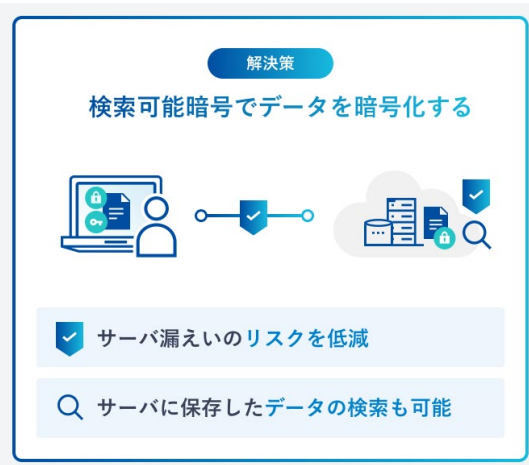 解決策
検索可能暗号でデータを暗号化する
サーバ漏えいのリスクを低減
サーバに保存したデータの検索も可能